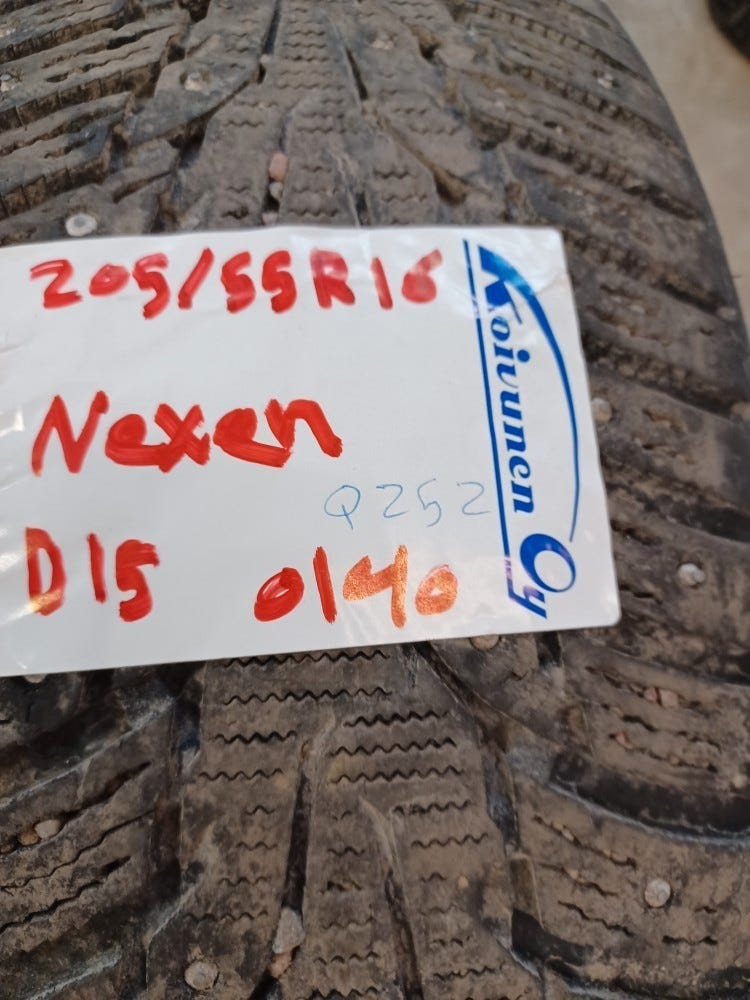 205/55R16
Nexen
Q252
D15 0140
Koivunen Oy